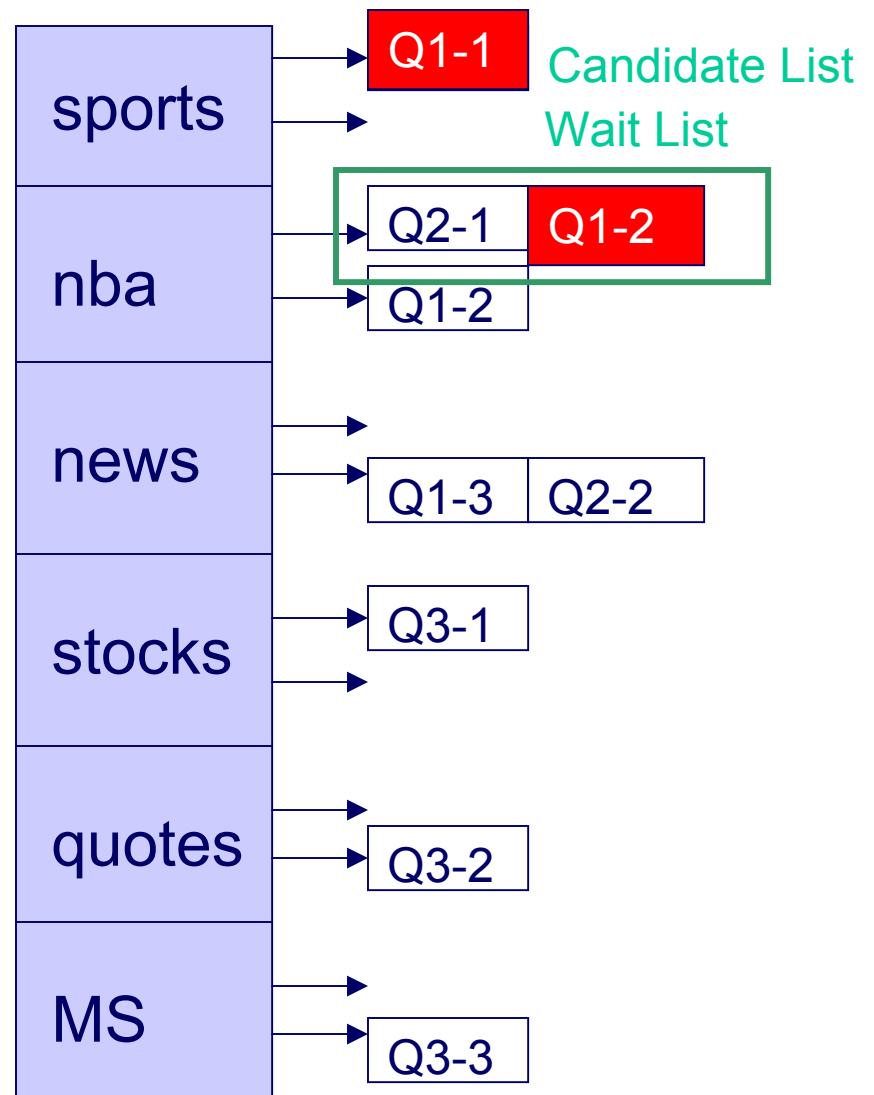 Q1-1
Candidate List
sports
Wait List
Q2-1 Q1-2
nba
Q1-2
news
Q1-3 Q2-2
Q3-1
stocks
quotes
Q3-2
MS
Q3-3